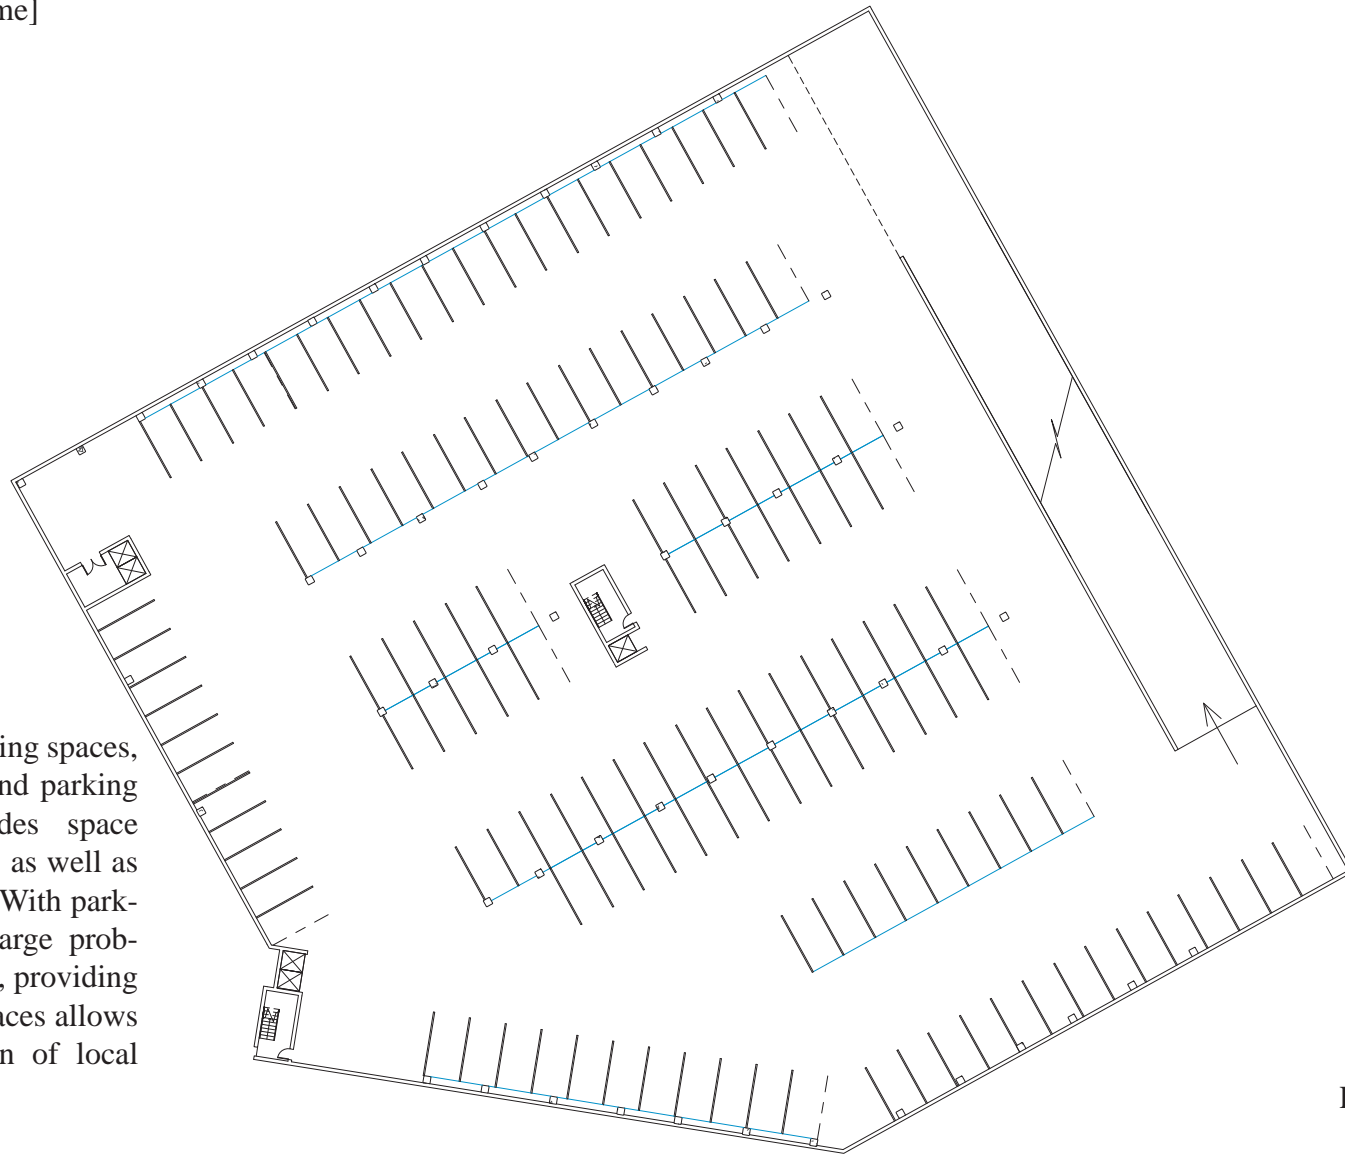 me]
ing spaces,
nd parking
des space
as well as
With park-
arge prob-
, providing
aces allows
n of local